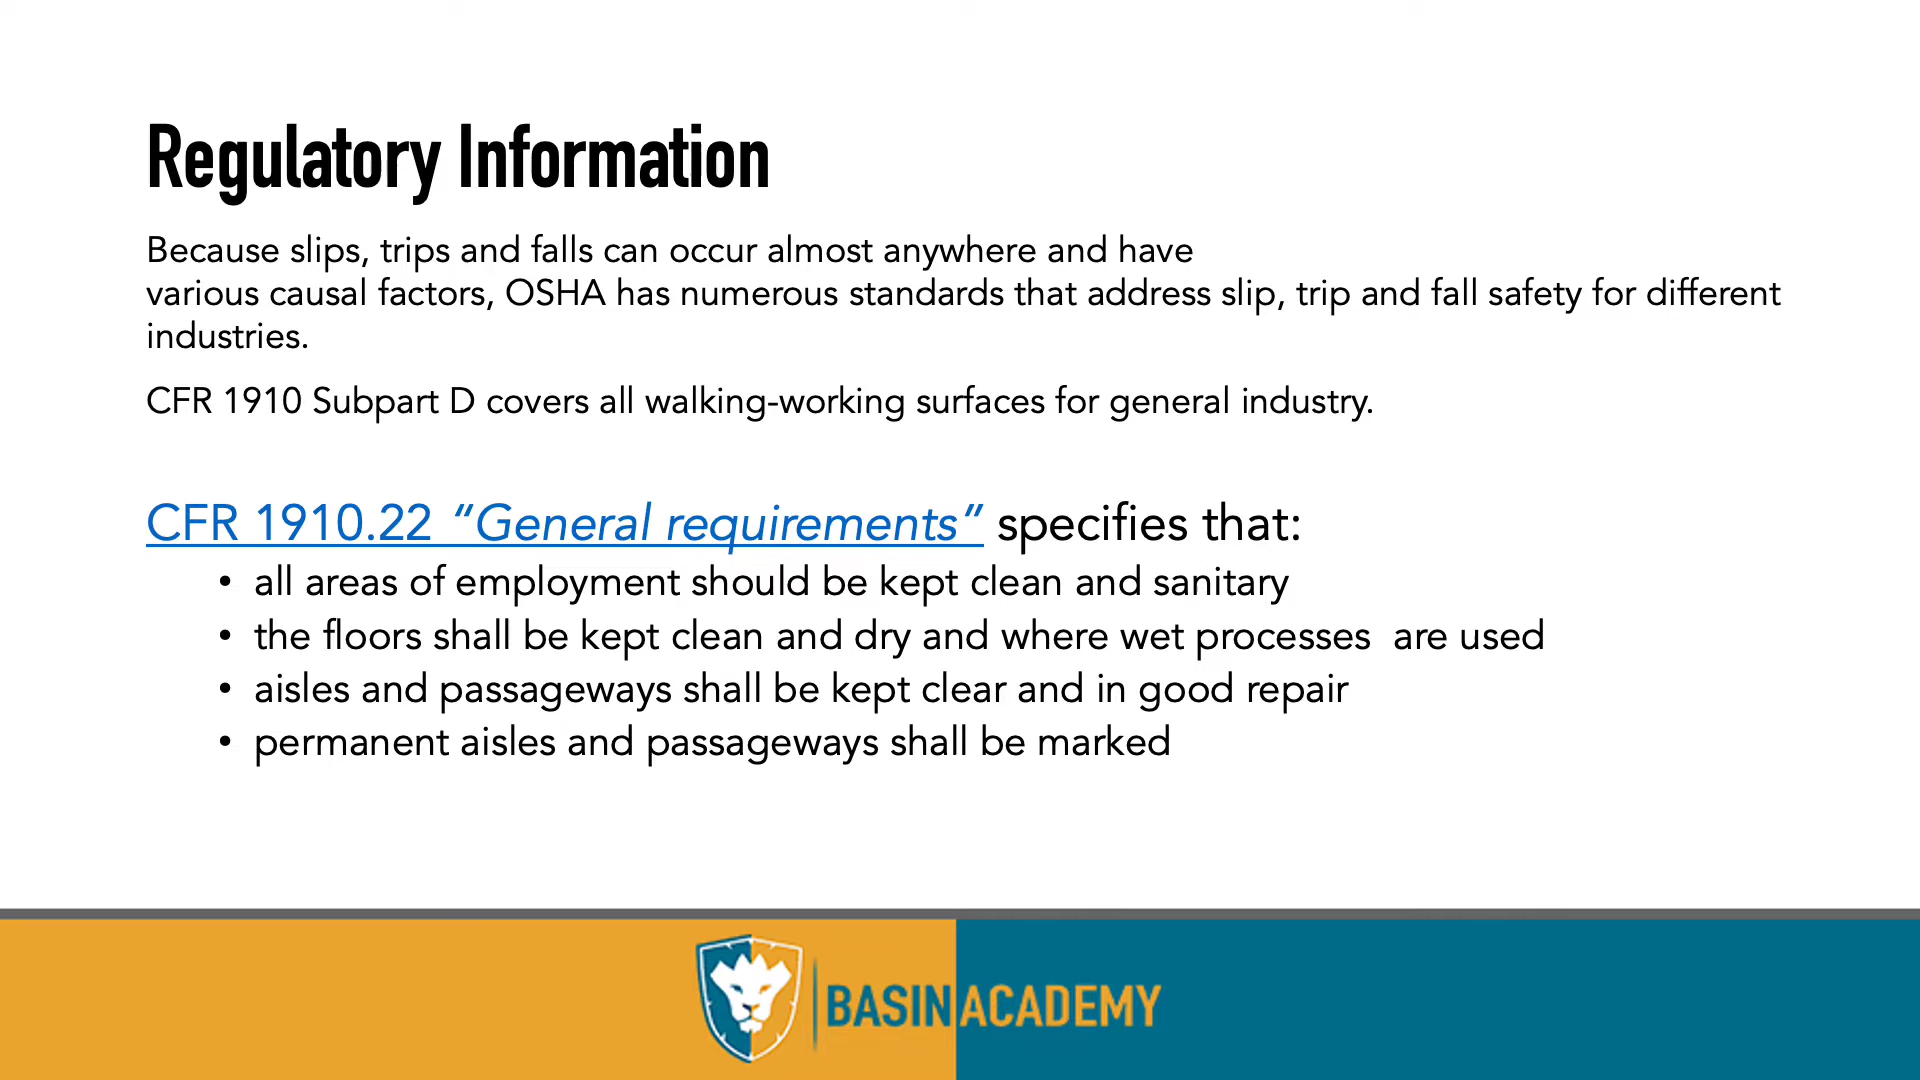 Regulatory Information
Because slips, trips and falls can occur almost anywhere and have
various causal factors, OSHA has numerous standards that address slip, trip and fall safety for different
industries.
CFR 1910 Subpart D covers all walking-working surfaces for general industry.
CFR 1910.22 “General requirements” specifies that:
• all areas of employment should be kept clean and sanitary
• the floors shall be kept clean and dry and where wet processes  are used
• aisles and passageways shall be kept clear and in good repair
• permanent aisles and passageways shall be marked
BASIN ACADEMY